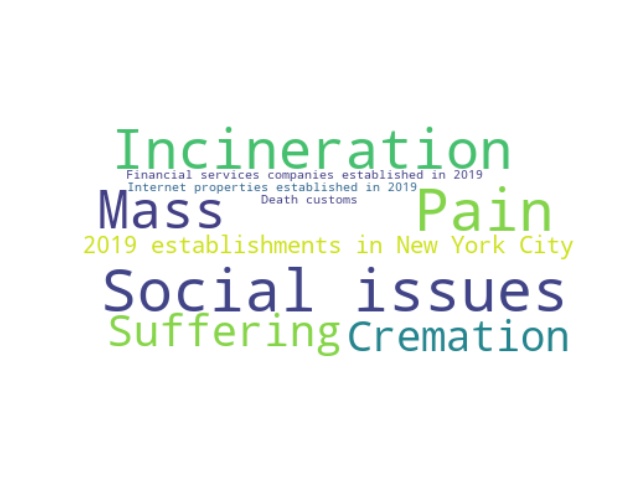 Incineration
Financial services companies established in 2019
Internet properties established in 2019
Death customs
Mass
Pain
2019 establishments in New York City
Social issues
Suffering
Cremation